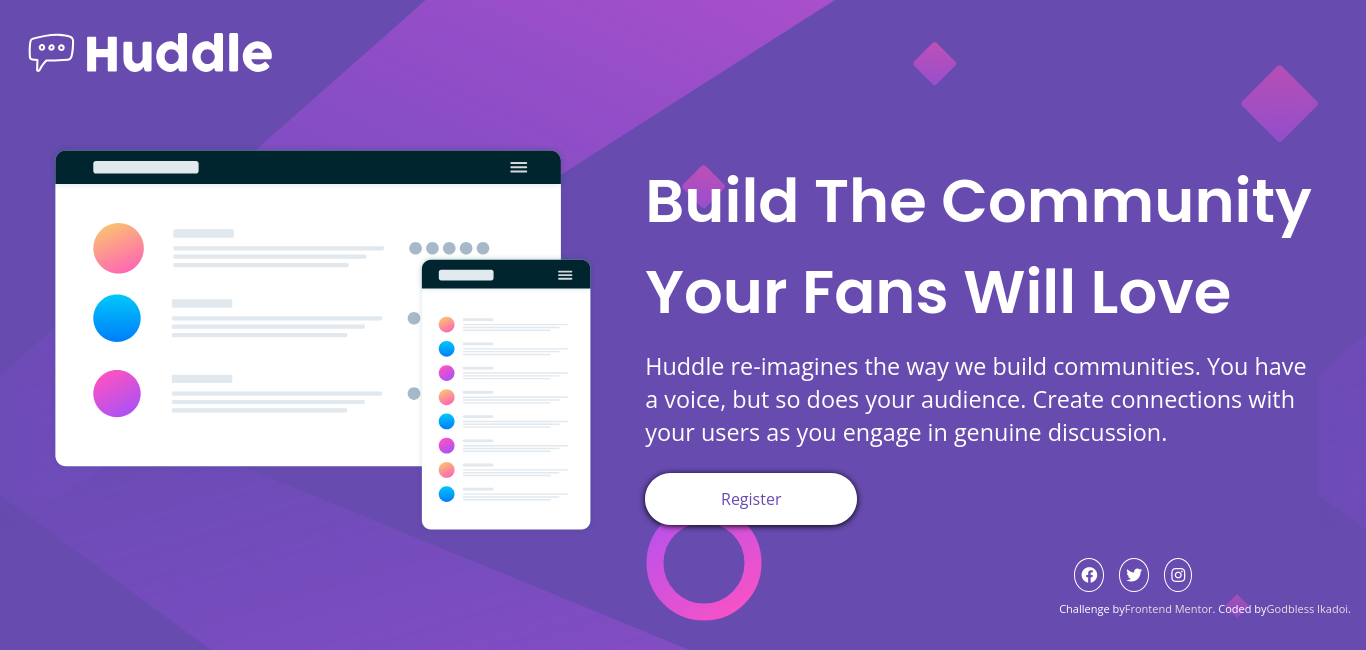 Huddle
Build The Community
Your Fans Will Love
Huddle re-imagines the way we build communities. You have
a voice, but so does your audience. Create connections with
your users as you engage in genuine discussion.
Register
Challenge byFrontend Mentor. Coded byGodbless Ikadoi.